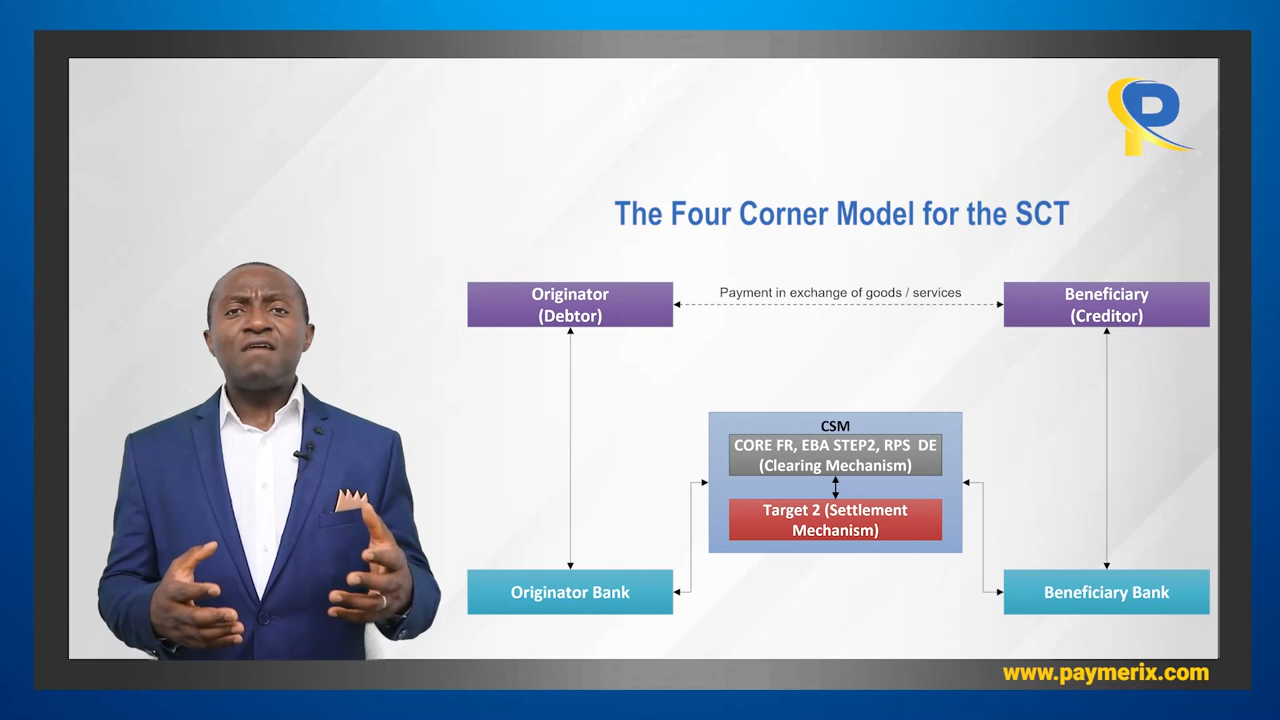 The Four Corner Model for the SCT
Originator
(Debtor)
Payment in exchange of goods / services
Beneficiary
(Creditor)
CSM
CORE FR, EBA STEP2, RPS DE
(Clearing Mechanism)
Target 2 (Settlement
Mechanism)
Originator Bank
Beneficiary Bank
www.paymerix.com